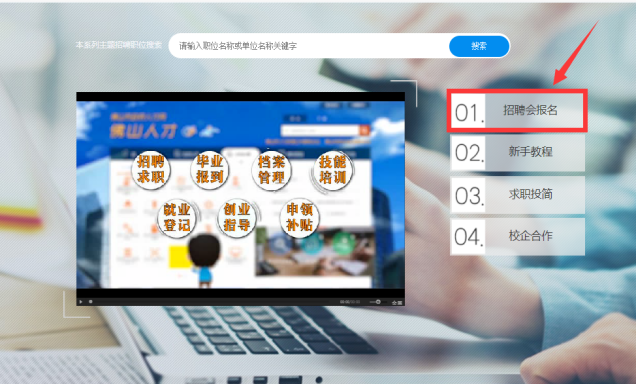 本系列主题招聘职位搜索
请输入职位名称或单位名称关键字
搜索
佛山人才
招聘
求职
毕业
报到
档案
管理
技能
培训
就业
登记
创业
指导
申领
补贴
01.
招聘会报名
02.
新手教程
03.
求职投简
04.
校企合作